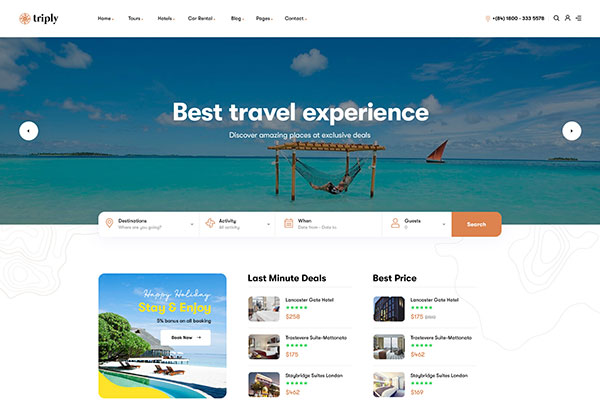 triply
Home
Tours
Hotels
Car Rental
Blog
Pages
Contact
+(84) 1800 - 333 5578
Best travel experience
Discover amazing places at exclusive deals
Destinations
Where are you going?
Activity
All activity
When
Date from - Date to
Guests
0
Search
Happy Holiday
Stay & Enjoy
5% bonus on all booking
Book Now
Last Minute Deals
Lancaster Gate Hotel
$258
Trastevere Suite-Mattonato
$175
Staybridge Suites London
$462
Best Price
Lancaster Gate Hotel
$175
Trastevere Suite-Mattonato
$462
Staybridge Suites London
$169